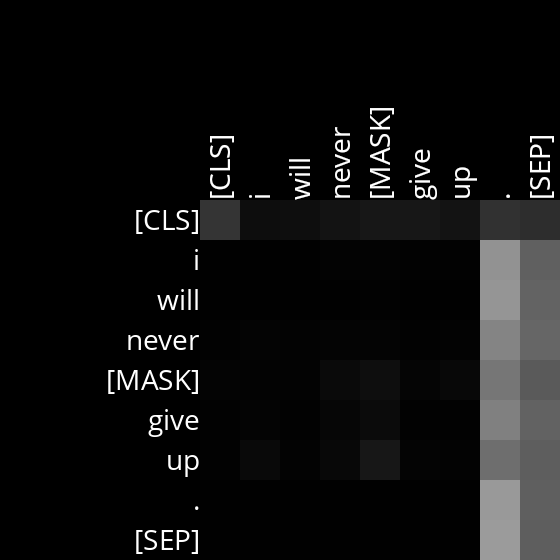 [CLS] i will never [MASK] give up . [SEP]
[CLS]
i
will
never
[MASK]
give
up
.
[SEP]